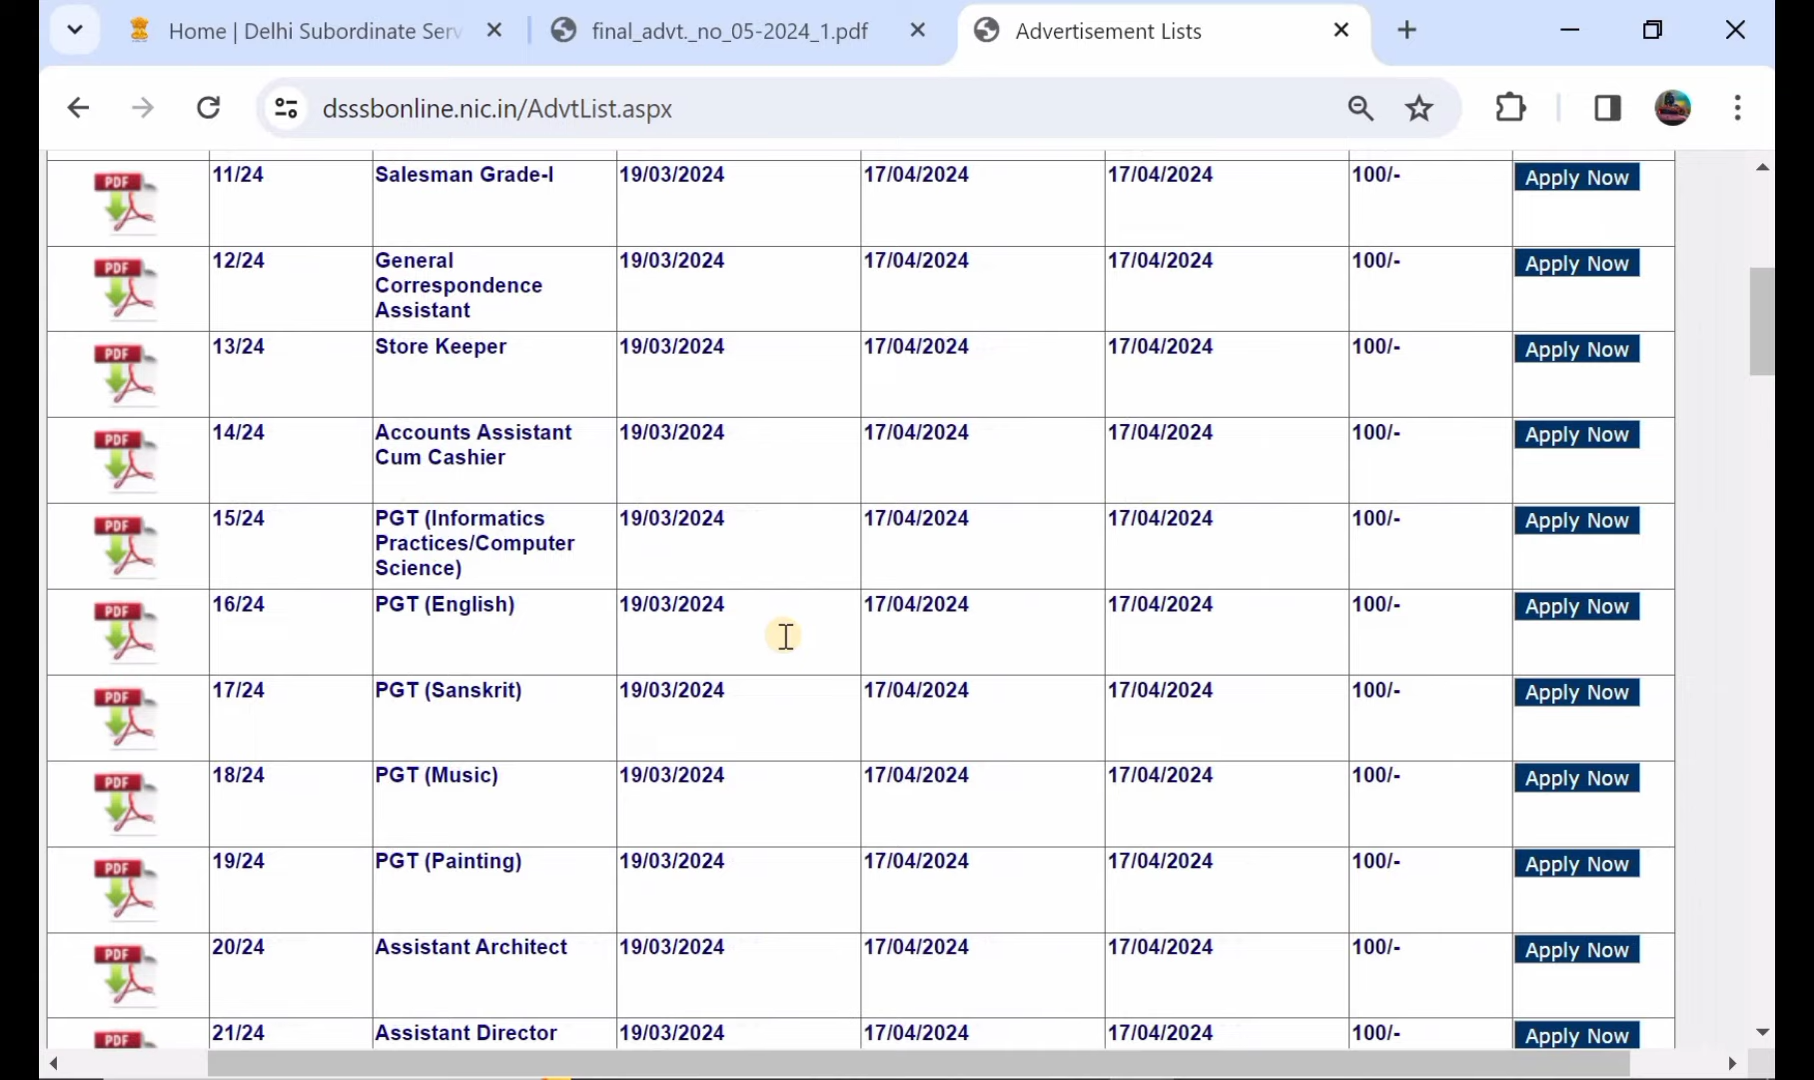 Home | Delhi Subordinate Serv
final_advt._no_05-2024_1.pdf
Advertisement Lists
dsssbonline.nic.in/AdvtList.aspx
PDF 11/24 Salesman Grade-I 19/03/2024 17/04/2024 17/04/2024 100/- Apply Now
PDF 12/24 General 19/03/2024 17/04/2024 17/04/2024 100/- Apply Now
Correspondence
Assistant
PDF 13/24 Store Keeper 19/03/2024 17/04/2024 17/04/2024 100/- Apply Now
PDF 14/24 Accounts Assistant 19/03/2024 17/04/2024 17/04/2024 100/- Apply Now
Cum Cashier
PDF 15/24 PGT (Informatics 19/03/2024 17/04/2024 17/04/2024 100/- Apply Now
Practices/Computer
Science)
PDF 16/24 PGT (English) 19/03/2024 17/04/2024 17/04/2024 100/- Apply Now
PDF 17/24 PGT (Sanskrit) 19/03/2024 17/04/2024 17/04/2024 100/- Apply Now
PDF 18/24 PGT (Music) 19/03/2024 17/04/2024 17/04/2024 100/- Apply Now
PDF 19/24 PGT (Painting) 19/03/2024 17/04/2024 17/04/2024 100/- Apply Now
PDF 20/24 Assistant Architect 19/03/2024 17/04/2024 17/04/2024 100/- Apply Now
PDF 21/24 Assistant Director 19/03/2024 17/04/2024 17/04/2024 100/- Apply Now